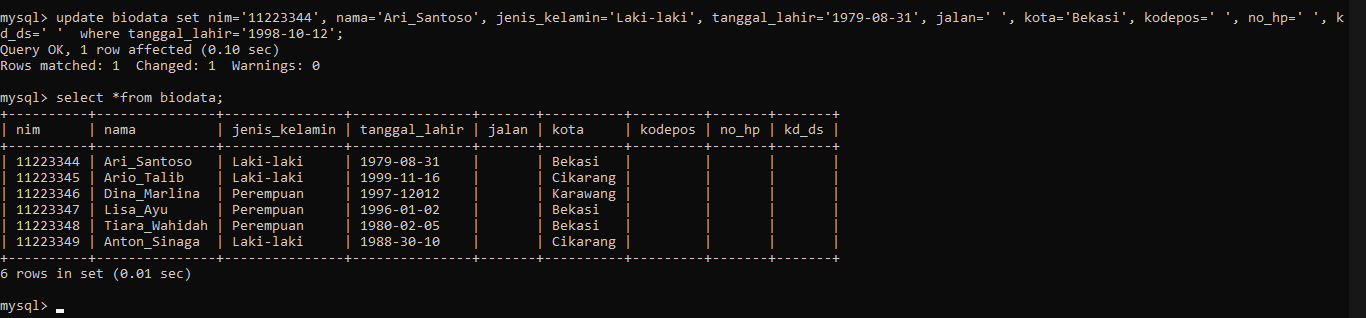 mysql> update biodata set nim='11223344', nama='Ari_Santoso', jenis_kelamin='Laki-laki', tanggal_lahir='1979-08-31', jalan=' ', kota='Bekasi', kodepos=' ', no_hp=' ', k
d_ds=' '  where tanggal_lahir='1998-10-12';
Query OK, 1 row affected (0.10 sec)
Rows matched: 1  Changed: 1  Warnings: 0

mysql> select *from biodata;
+----------+---------------+---------------+---------------+-------+----------+---------+-------+-------+
| nim      | nama          | jenis_kelamin | tanggal_lahir | jalan | kota     | kodepos | no_hp | kd_ds |
+----------+---------------+---------------+---------------+-------+----------+---------+-------+-------+
| 11223344 | Ari_Santoso   | Laki-laki     | 1979-08-31    |       | Bekasi   |         |       |       |
| 11223345 | Ario_Talib    | Laki-laki     | 1999-11-16    |       | Cikarang |         |       |       |
| 11223346 | Dina_Marlina  | Perempuan     | 1997-12012    |       | Karawang |         |       |       |
| 11223347 | Lisa_Ayu      | Perempuan     | 1996-01-02    |       | Bekasi   |         |       |       |
| 11223348 | Tiara_Wahidah | Perempuan     | 1980-02-05    |       | Bekasi   |         |       |       |
| 11223349 | Anton_Sinaga  | Laki-laki     | 1988-30-10    |       | Cikarang |         |       |       |
+----------+---------------+---------------+---------------+-------+----------+---------+-------+-------+
6 rows in set (0.01 sec)

mysql> _